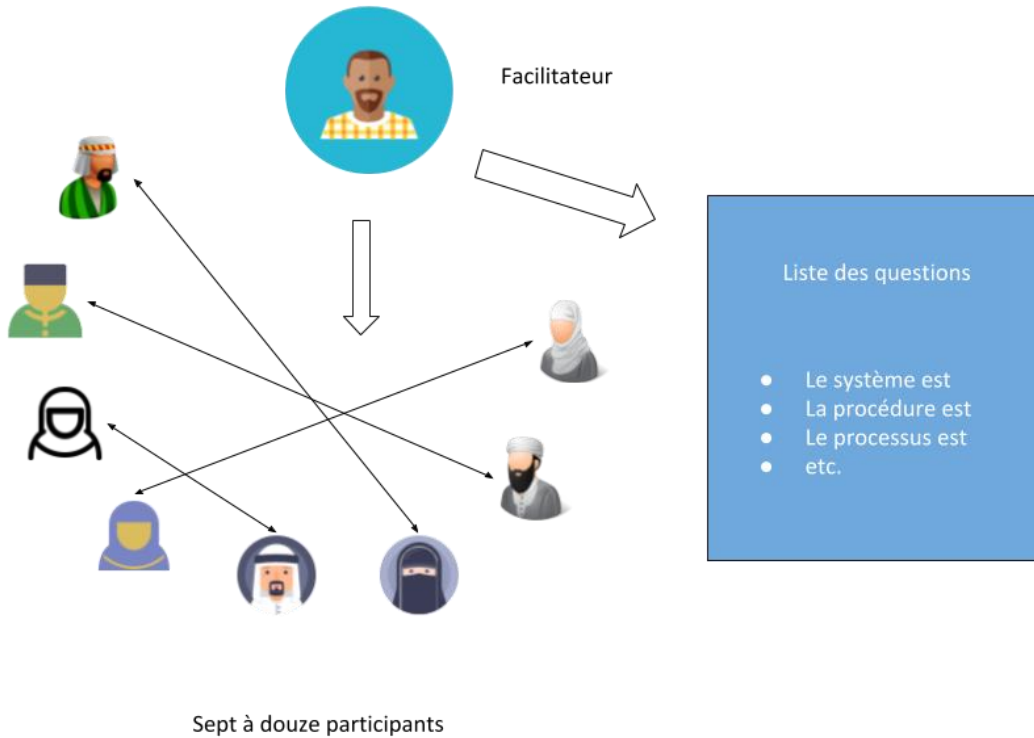 Facilitateur
Liste des questions
● Le système est
● La procédure est
● Le processus est
● etc.
Sept à douze participants